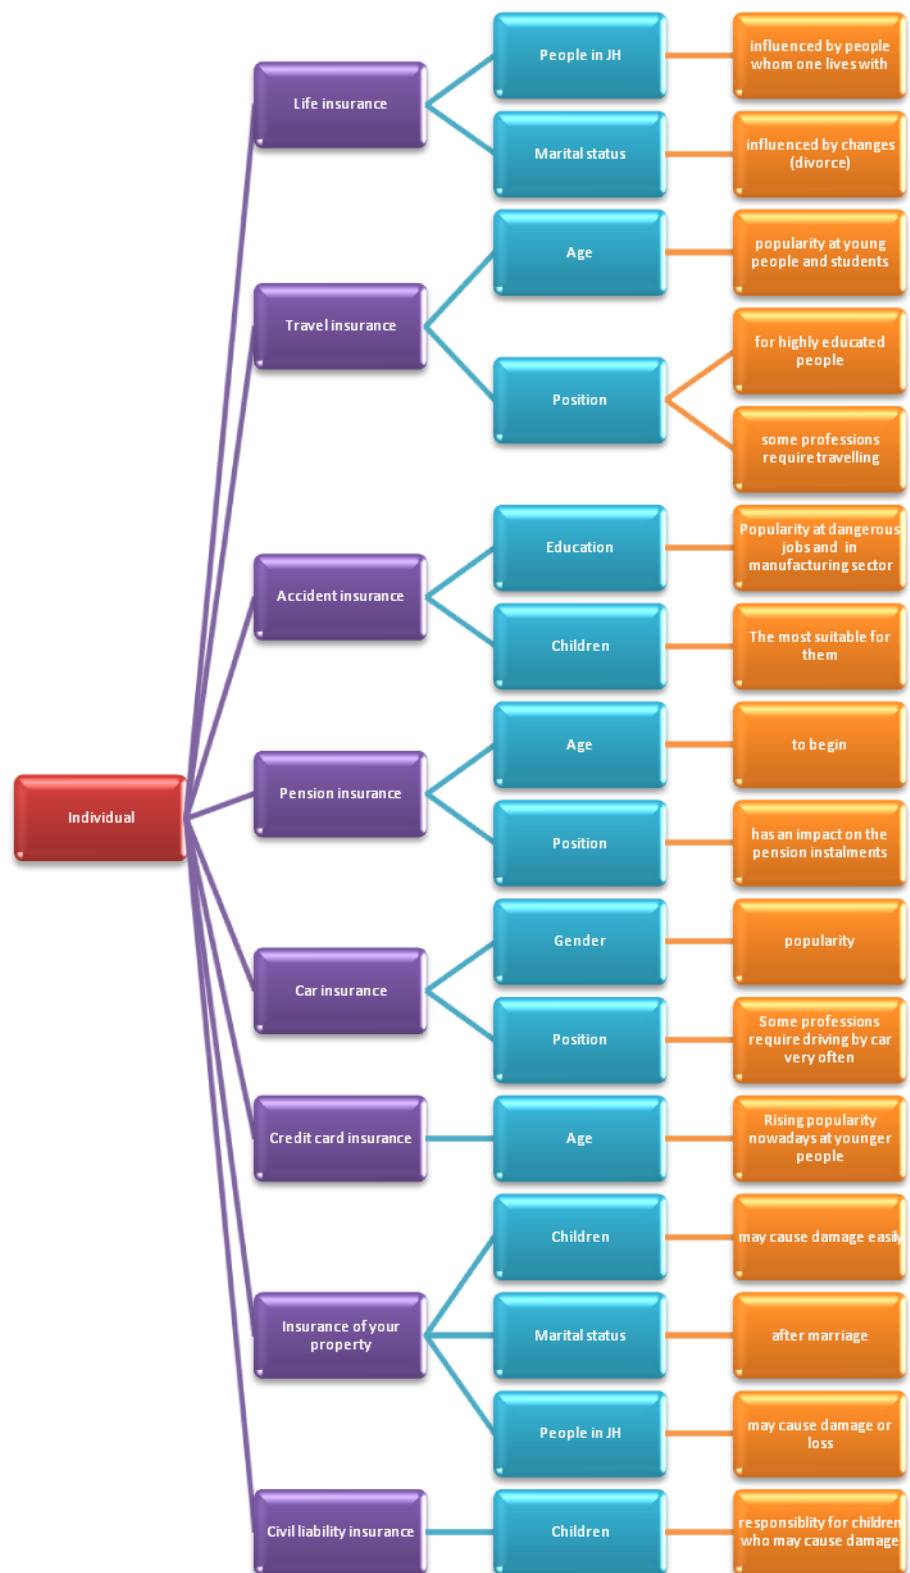 Individual
Life insurance
People in JH
influenced by people
whom one lives with
Marital status
influenced by changes
(divorce)
Travel insurance
Age
popularity at young
people and students
Position
for highly educated
people
some professions
require travelling
Accident insurance
Education
Popularity at dangerous
jobs and in
manufacturing sector
Children
The most suitable for
them
Pension insurance
Age
to begin
Position
has an impact on the
pension instalments
Car insurance
Gender
popularity
Position
Some professions
require driving by car
very often
Credit card insurance
Age
Rising popularity
nowadays at younger
people
Insurance of your
property
Children
may cause damage easily
Marital status
after marriage
People in JH
may cause damage or
loss
Civil liability insurance
Children
responsiblity for children
who may cause damage